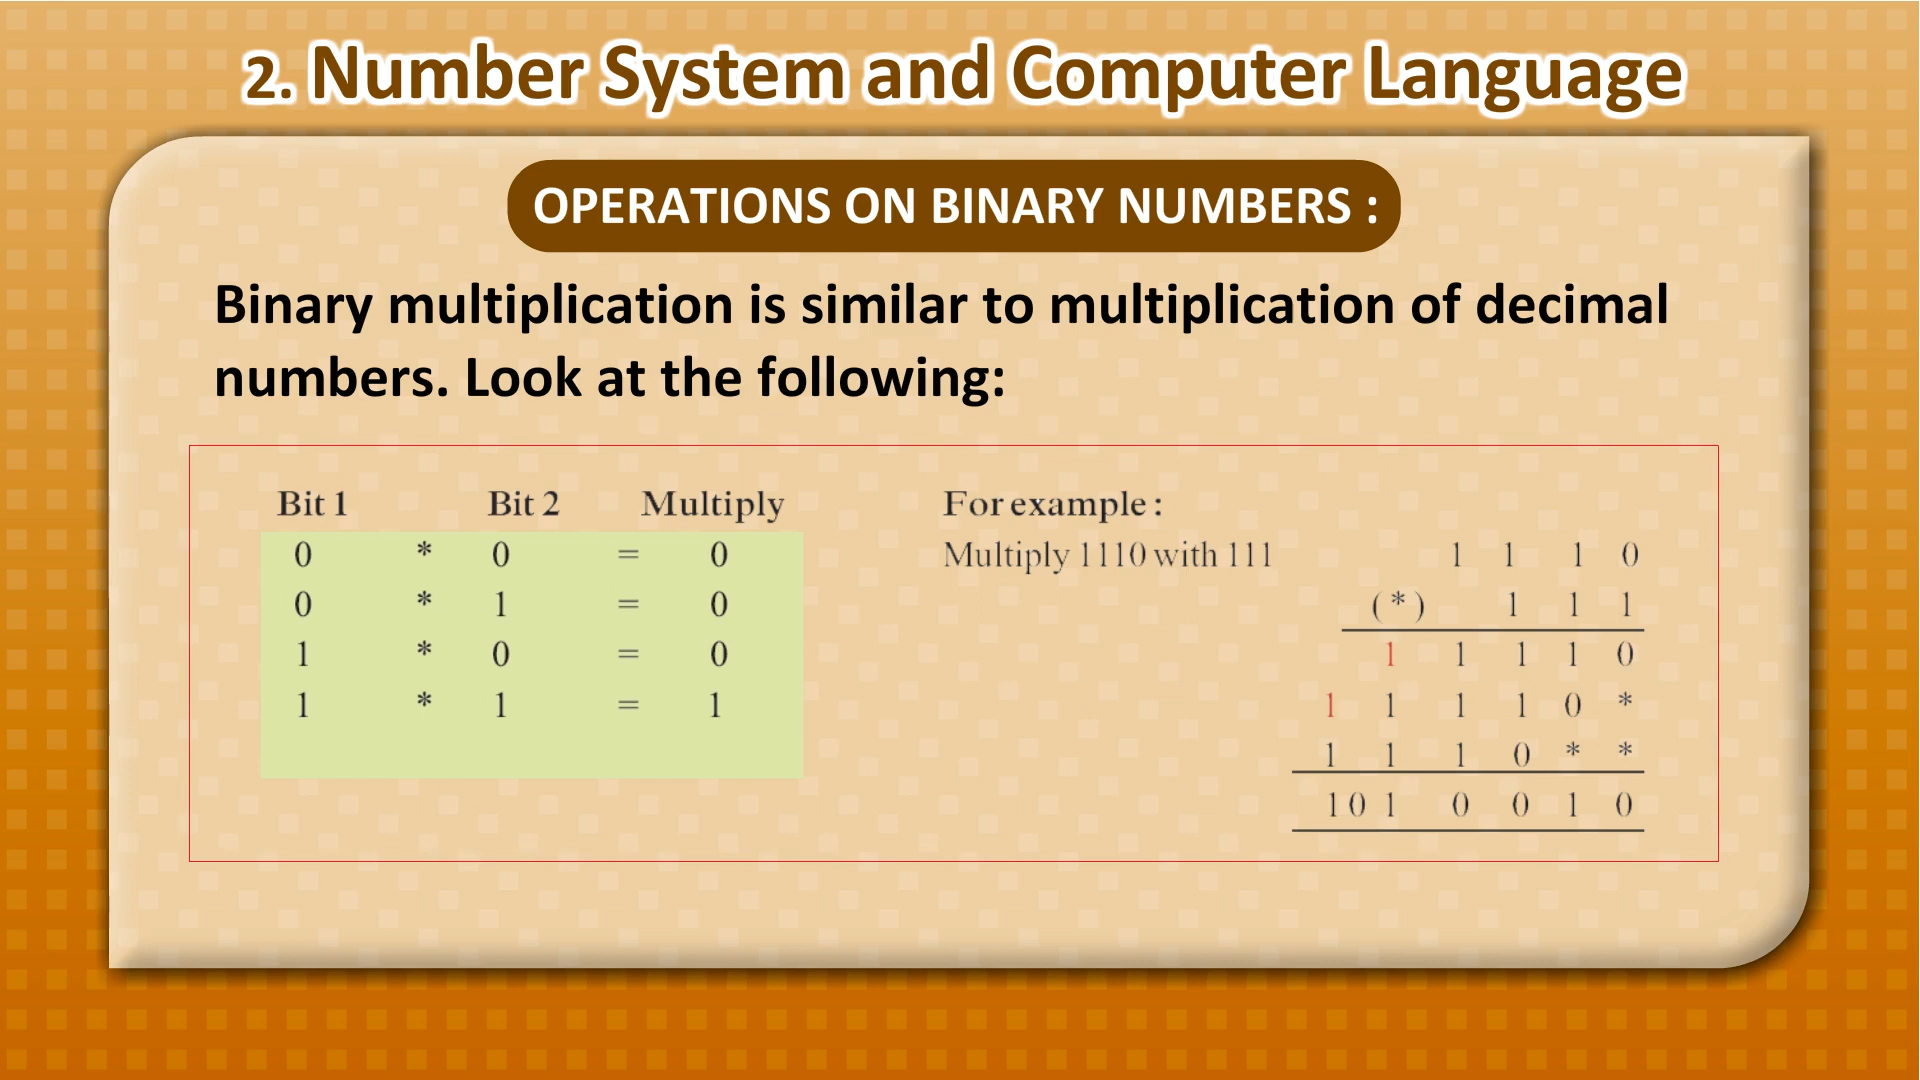 2. Number System and Computer Language
OPERATIONS ON BINARY NUMBERS :
Binary multiplication is similar to multiplication of decimal
numbers. Look at the following:
Bit 1 Bit 2 Multiply
0 * 0 = 0
0 * 1 = 0
1 * 0 = 0
1 * 1 = 1
For example :
Multiply 1110 with 111 1 1 1 0
(*) 1 1 1
1 1 1 1 0
1 1 1 1 0 *
1 1 1 0 * *
1 0 1 0 0 1 0